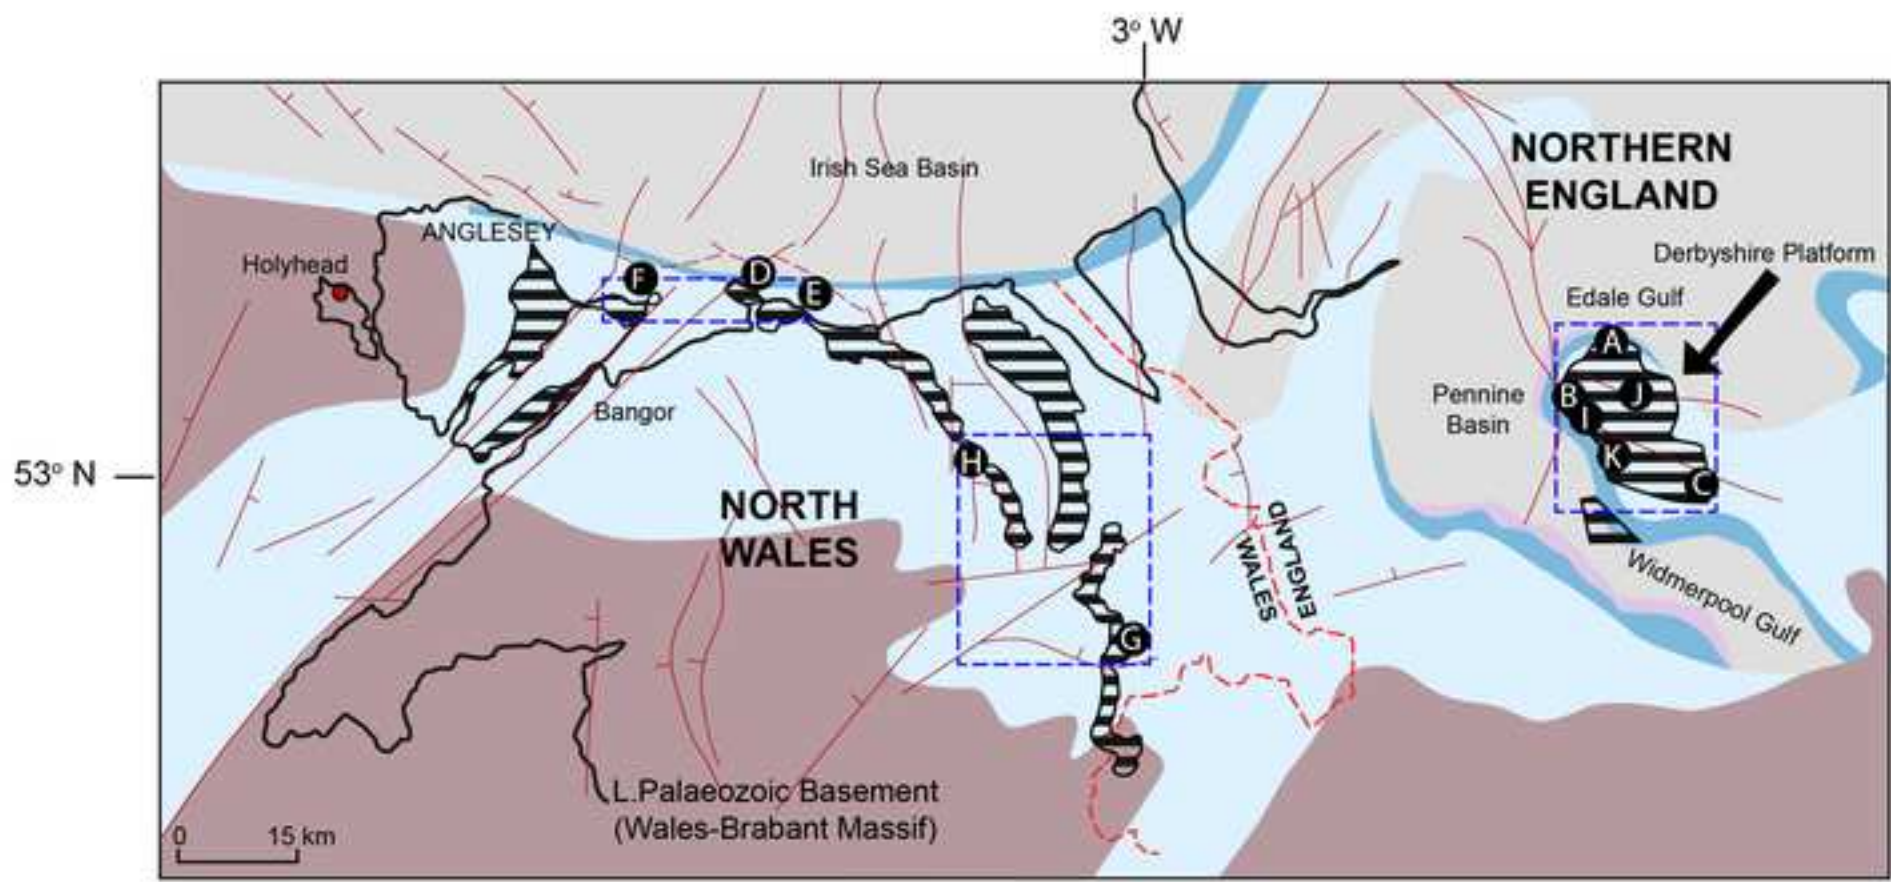 3° W
NORTHERN
ENGLAND
Irish Sea Basin
ANGLESEY
Derbyshire Platform
Holyhead
F
D
E
Edale Gulf
A
Pennine
Basin
B
J
I
Bangor
K
H
C
53° N
NORTH
WALES
WALES
ENGLAND
Widmerpool Gulf
G
L.Palaeozoic Basement
(Wales-Brabant Massif)
0 15 km